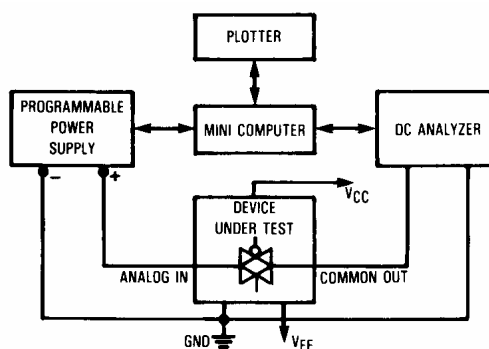 PLOTTER
PROGRAMMABLE
POWER
SUPPLY
MINI COMPUTER
DC ANALYZER
- +
VCC
DEVICE
UNDER TEST
ANALOG IN
COMMON OUT
GND
VEE